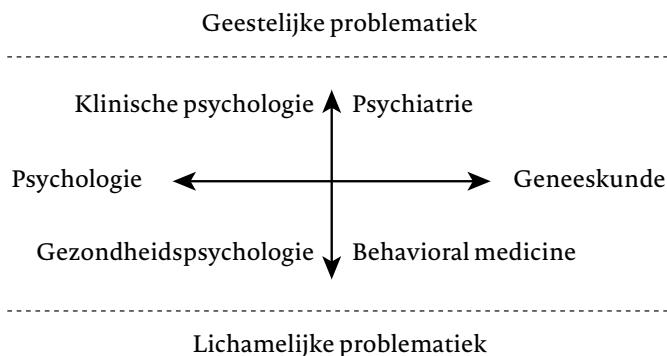 Geestelijke problematiek
Klinische psychologie Psychiatrie
Psychologie Geneeskunde
Gezondheidspsychologie Behavioral medicine
Lichamelijke problematiek